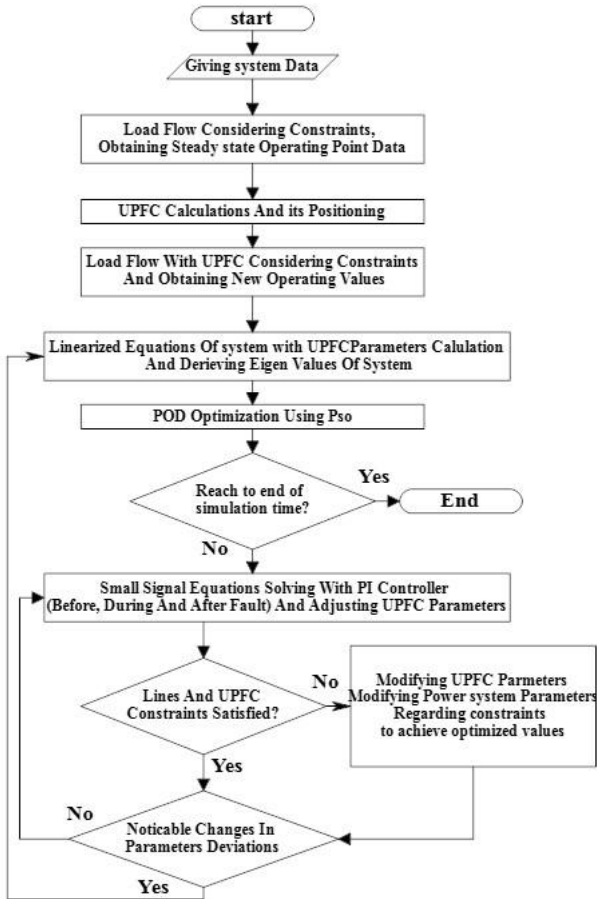 start
Giving system Data
Load Flow Considering Constraints,
Obtaining Steady state Operating Point Data
UPFC Calculations And its Positioning
Load Flow With UPFC Considering Constraints
And Obtaining New Operating Values
Linearized Equations Of system with UPFCParameters Calulation
And Derieving Eigen Values Of System
POD Optimization Using Pso
Reach to end of
simulation time?
Yes
End
No
Small Signal Equations Solving With PI Controller
(Before, During And After Fault) And Adjusting UPFC Parameters
Lines And UPFC
Constraints Satisfied?
No
Modifying UPFC Parmeters
Modifying Power system Parameters
Regarding constraints
to achieve optimized values
Yes
No
Noticable Changes In
Parameters Deviations
Yes